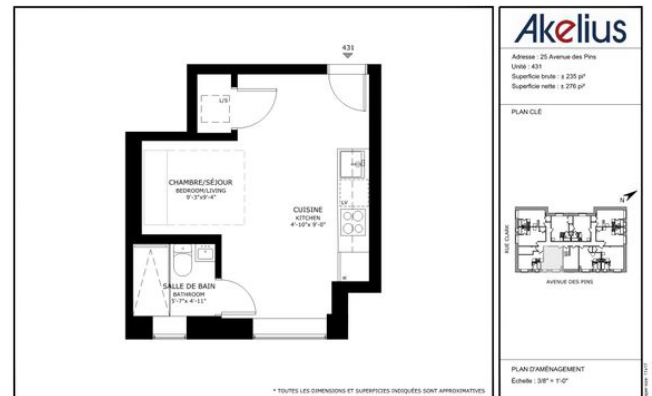 431
L/S
CHAMBRE/SÉJOUR
BEDROOM/LIVING
9'-3"x9'-4"
CUISINE
KITCHEN
4'-10"x 9'-0"
LV
R
SALLE DE BAIN
BATHROOM
5'-7"x 4'-11"
* TOUTES LES DIMENSIONS ET SUPERFICIES INDIQUÉES SONT APPROXIMATIVES
Akelius
Adresse : 25 Avenue des Pins
Unité : 431
Superficie brute : ± 235 pi²
Superficie nette : ± 276 pi²
PLAN CLÉ
N
RUE CLARK
AVENUE DES PINS
PLAN D'AMÉNAGEMENT
Échelle : 3/8" = 1'-0"